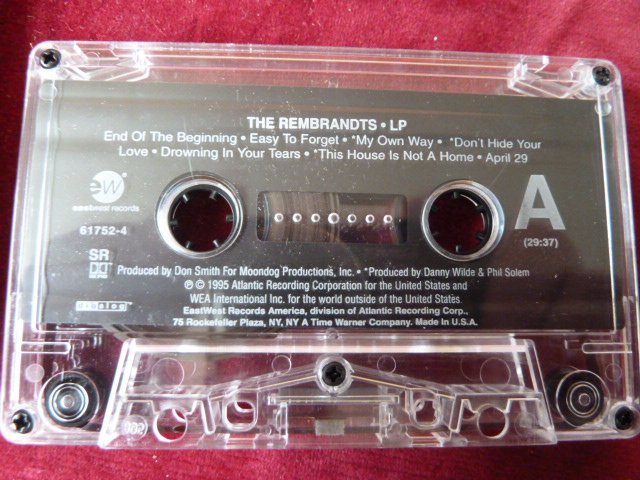 THE REMBRANDTS • LP
End Of The Beginning • Easy To Forget • *My Own Way • *Don't Hide Your
Love • Drowning In Your Tears • *This House Is Not A Home • April 29
ew
eastwest records
61752-4
A
(29:37)
SR
Produced by Don Smith For Moondog Productions, Inc. • *Produced by Danny Wilde & Phil Solem
℗ © 1995 Atlantic Recording Corporation for the United States and
WEA International Inc. for the world outside of the United States.
EastWest Records America, division of Atlantic Recording Corp.,
75 Rockefeller Plaza, NY, NY A Time Warner Company. Made In U.S.A.